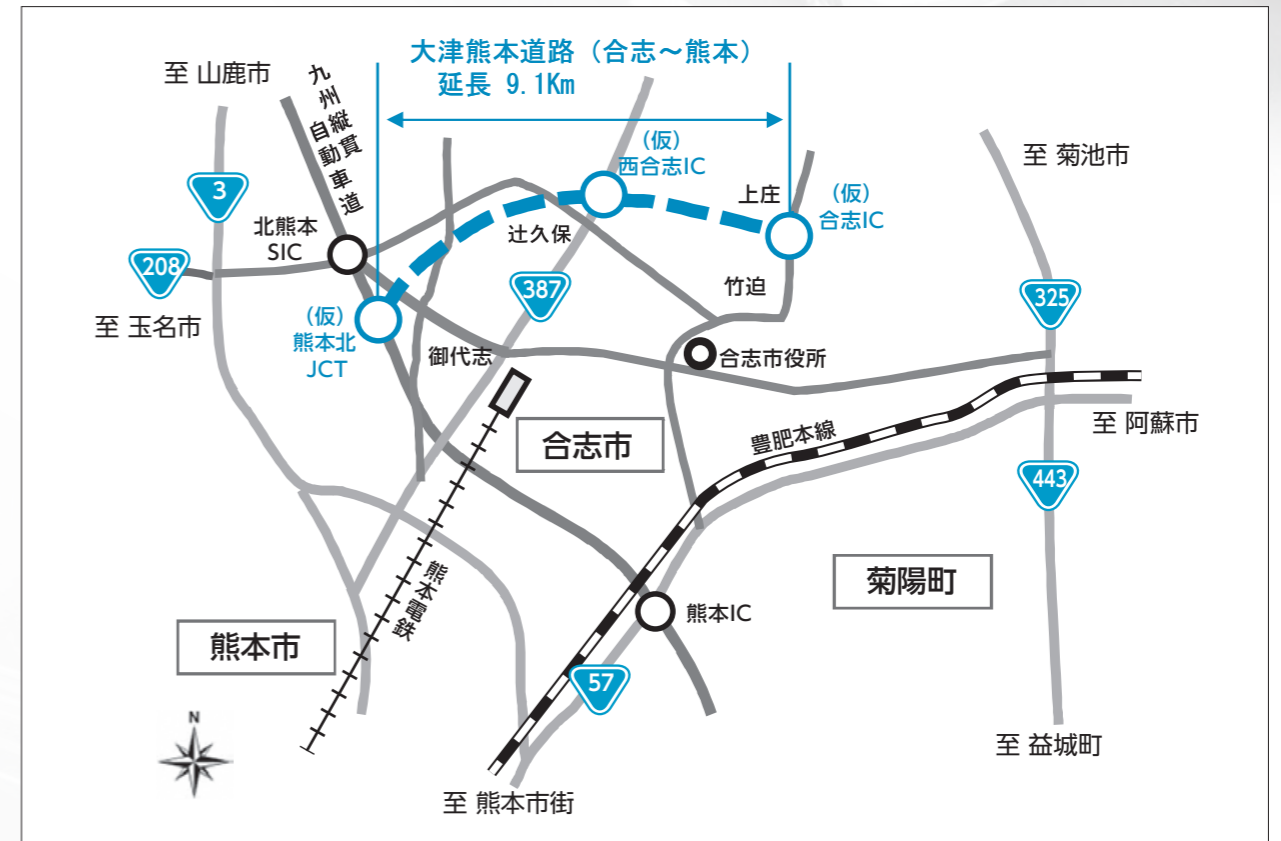 大津熊本道路（合志～熊本）
延長 9.1Km
至 山鹿市
九州縦貫
自動車道
（仮）
西合志IC
至 菊池市
3
上庄
（仮）
合志IC
北熊本
SIC
辻久保
208
387
竹迫
325
至 玉名市
（仮）
熊本北
JCT
御代志
合志市役所
至 阿蘇市
豊肥本線
合志市
443
熊本電鉄
菊陽町
熊本IC
熊本市
57
N
至 益城町
至 熊本市街